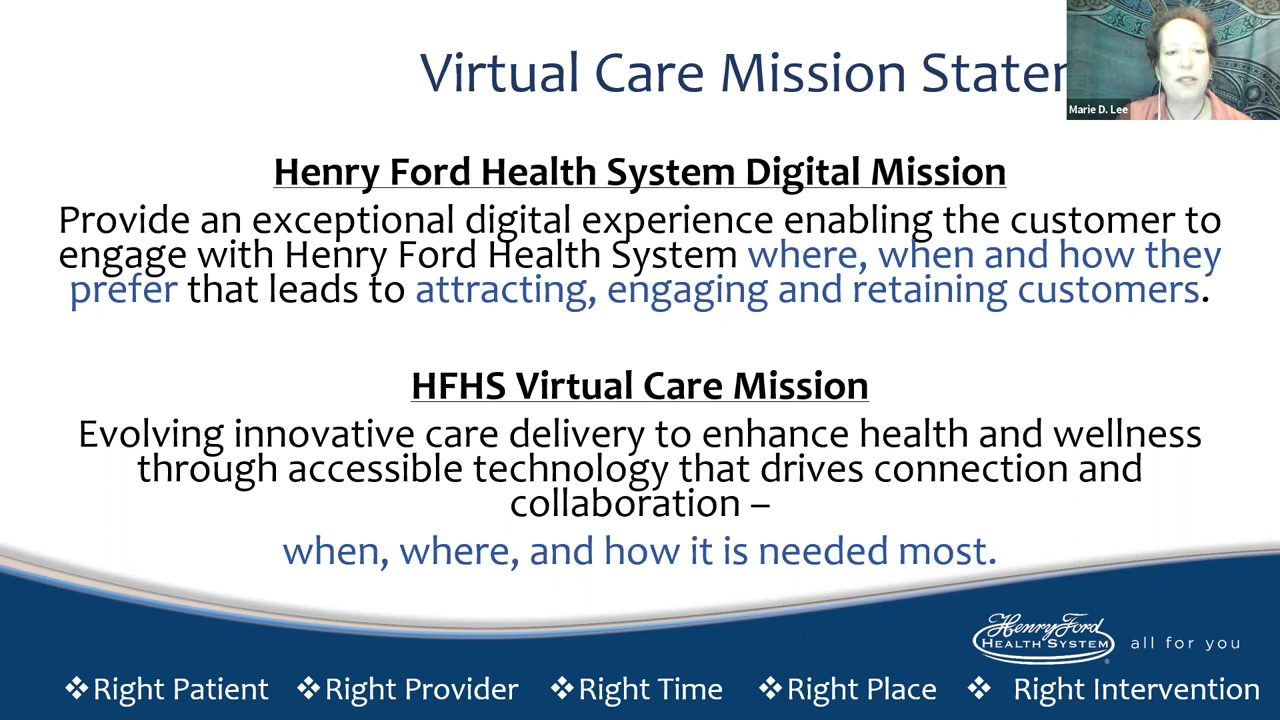 Virtual Care Mission
Marie D. Lee
Henry Ford Health System Digital Mission
Provide an exceptional digital experience enabling the customer to
engage with Henry Ford Health System where, when and how they
prefer that leads to attracting, engaging and retaining customers.
HFHS Virtual Care Mission
Evolving innovative care delivery to enhance health and wellness
through accessible technology that drives connection and
collaboration –
when, where, and how it is needed most.
Henry Ford
HEALTH SYSTEM
®
all for you
❖Right Patient ❖Right Provider ❖Right Time ❖Right Place ❖ Right Intervention